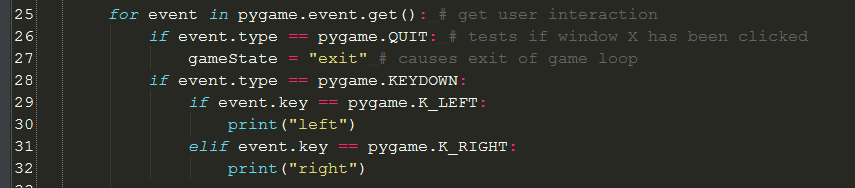 25 for event in pygame.event.get(): # get user interaction
26 if event.type == pygame.QUIT: # tests if window X has been clicked
27 gameState = "exit" # causes exit of game loop
28 if event.type == pygame.KEYDOWN:
29 if event.key == pygame.K_LEFT:
30 print("left")
31 elif event.key == pygame.K_RIGHT:
32 print("right")